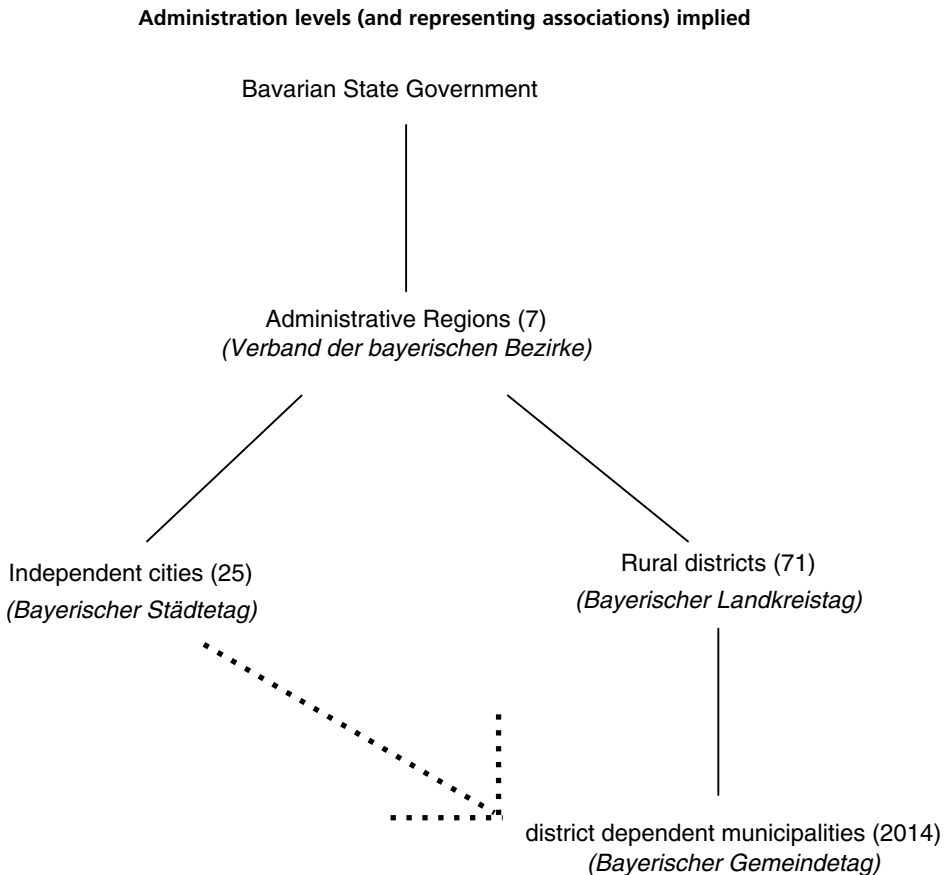 Administration levels (and representing associations) implied
Bavarian State Government
Administrative Regions (7)
(Verband der bayerischen Bezirke)
Independent cities (25)
(Bayerischer Städtetag)
Rural districts (71)
(Bayerischer Landkreistag)
district dependent municipalities (2014)
(Bayerischer Gemeindetag)